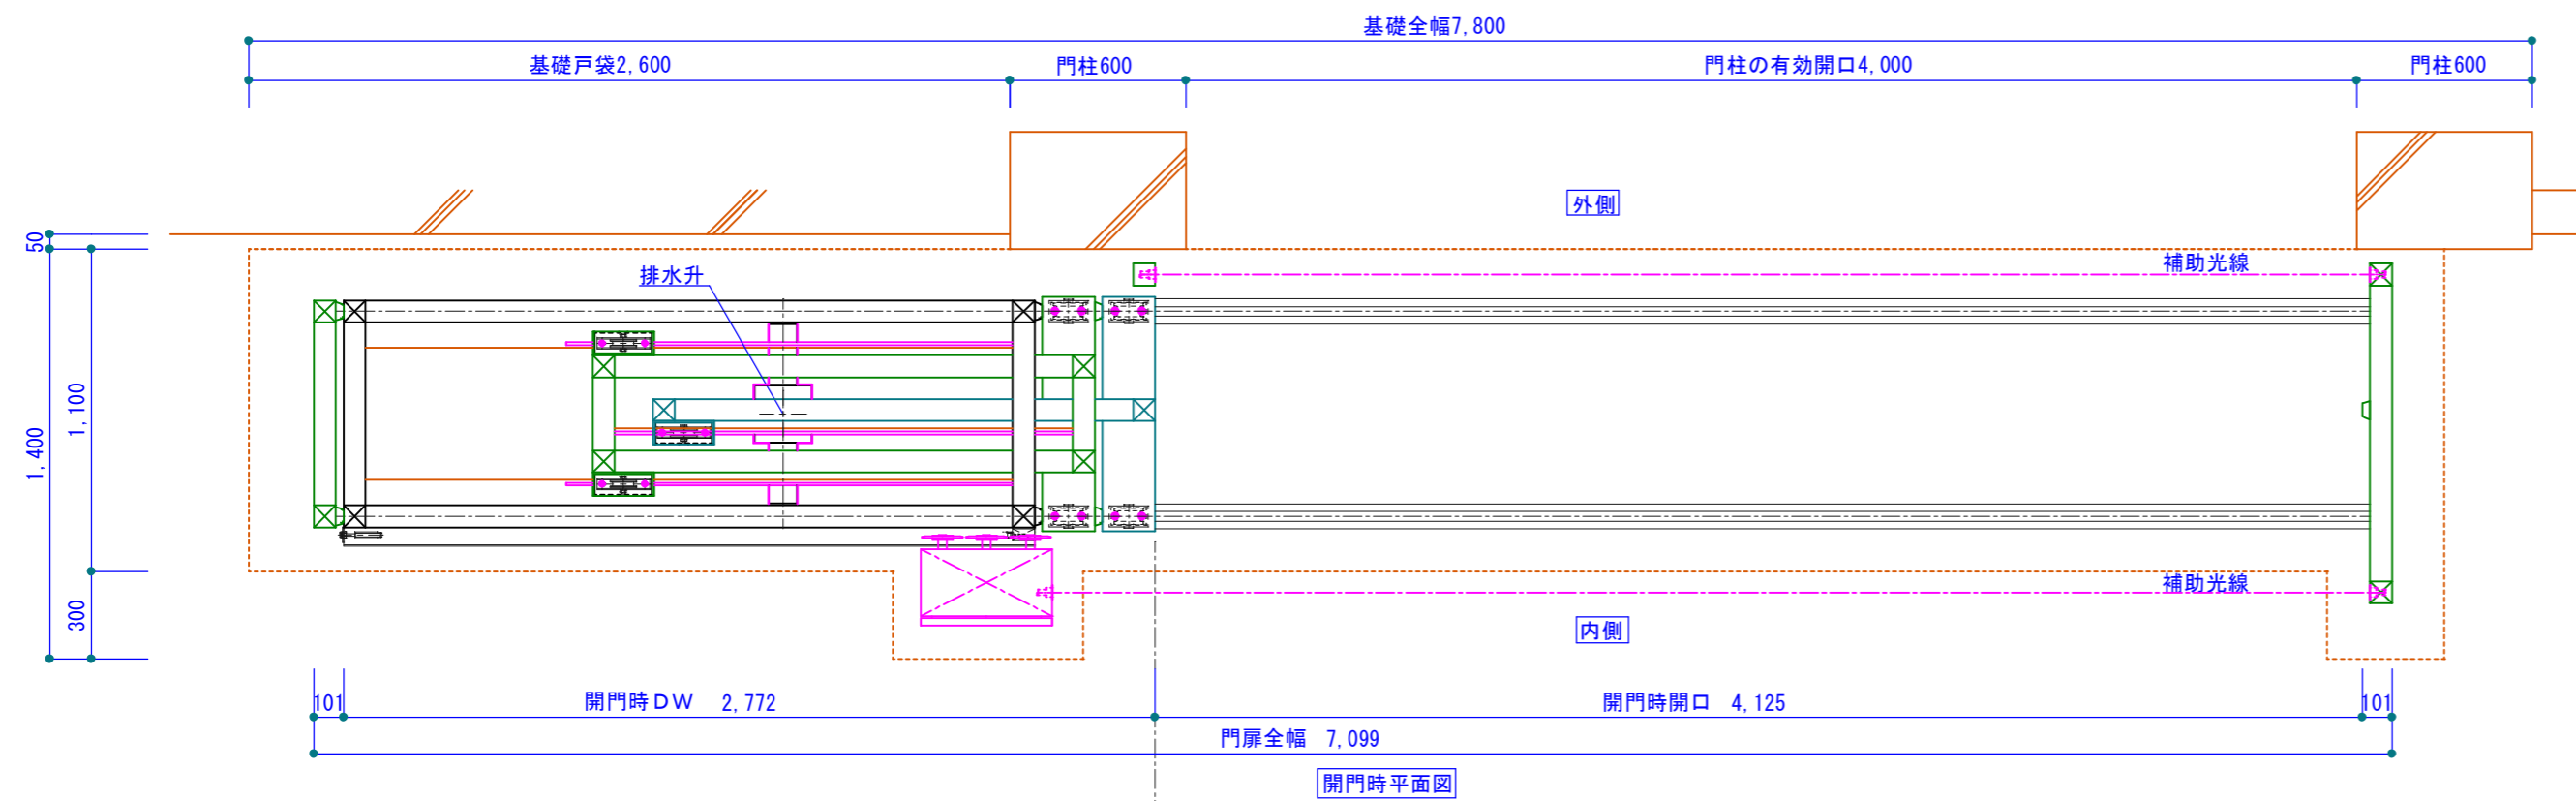 基礎全幅7,800
基礎戸袋2,600
門柱600
門柱の有効開口4,000
門柱600
外側
50
排水升
補助光線
1,100
1,400
300
補助光線
内側
101
開門時DW 2,772
開門時開口 4,125
101
門扉全幅 7,099
開門時平面図